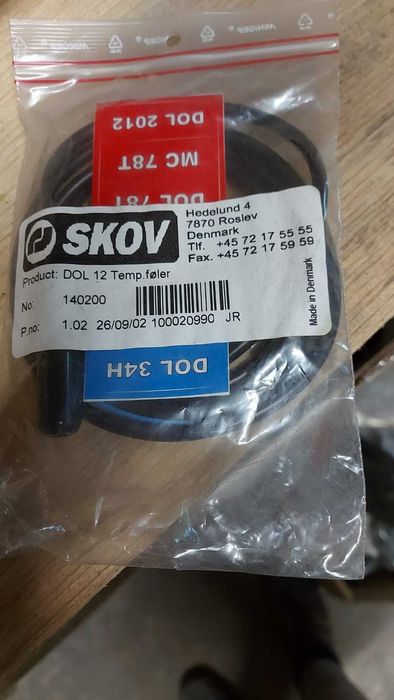 DOL 2012
MC 78T
DOL 78T
SKOV
Hedelund 4
7870 Roslev
Denmark
Tlf. +45 72 17 55 55
Fax. +45 72 17 59 59
Product: DOL 12 Temp.føler
No: 140200
P.no: 1.02 26/09/02 100020990 JR
Made in Denmark
DOL 34H